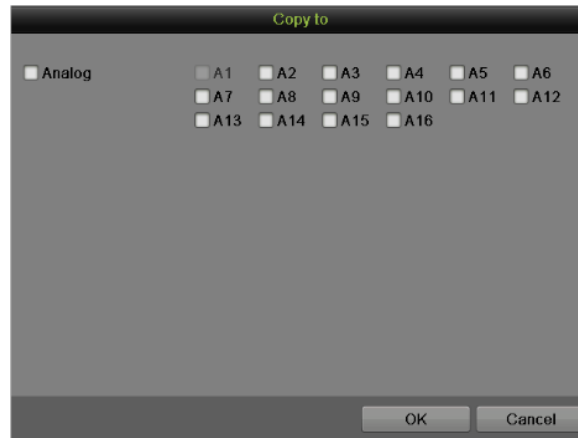 Copy to
Analog A1 A2 A3 A4 A5 A6
A7 A8 A9 A10 A11 A12
A13 A14 A15 A16
OK Cancel